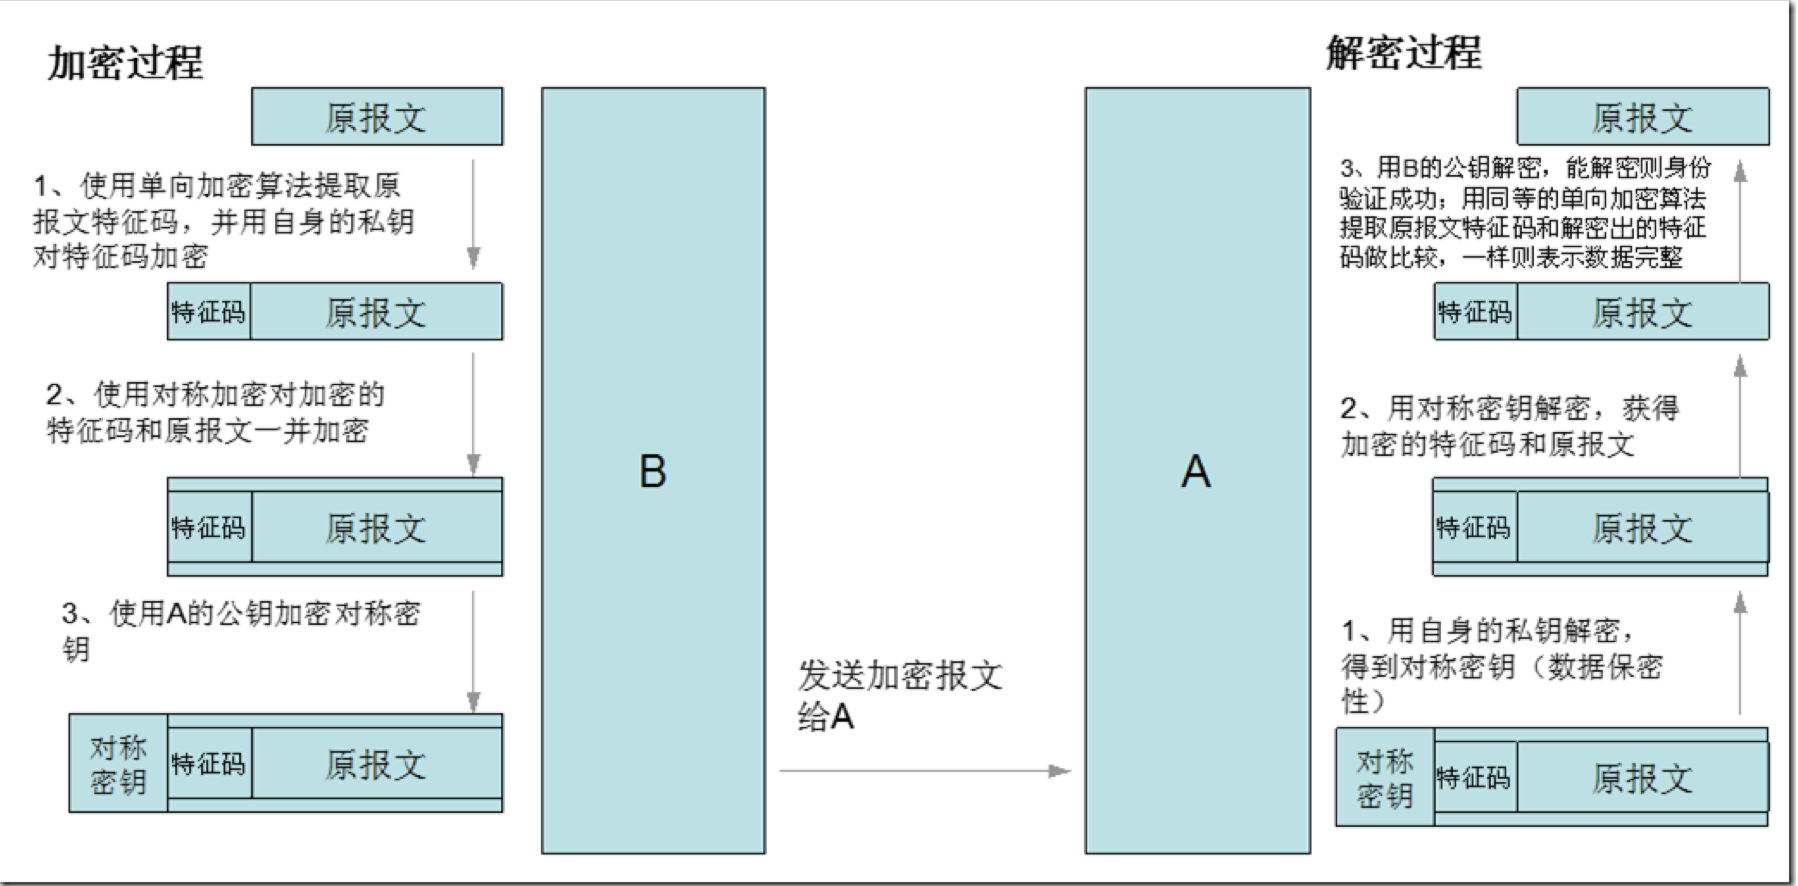 加密过程
原报文
1、使用单向加密算法提取原
报文特征码，并用自身的私钥
对特征码加密
特征码
原报文
2、使用对称加密对加密的
特征码和原报文一并加密
特征码
原报文
3、使用A的公钥加密对称密
钥
对称
密钥
特征码
原报文
B
发送加密报文
给A
A
解密过程
原报文
3、用B的公钥解密，能解密则身份
验证成功；用同等的单向加密算法
提取原报文特征码和解密出的特征
码做比较，一样则表示数据完整
特征码
原报文
2、用对称密钥解密，获得
加密的特征码和原报文
特征码
原报文
1、用自身的私钥解密，
得到对称密钥（数据保密
性）
对称
密钥
特征码
原报文